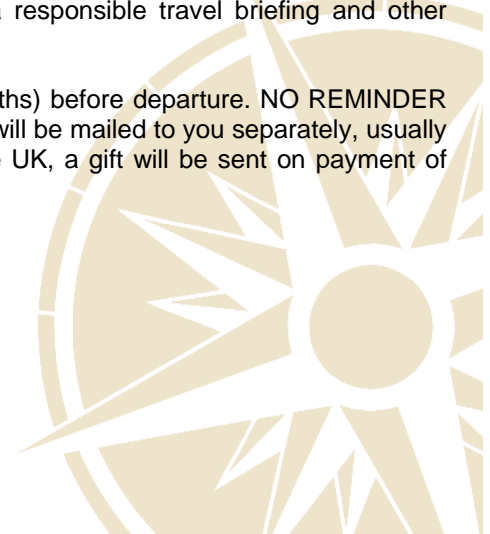 responsible travel briefing and other
ths) before departure. NO REMINDER
will be mailed to you separately, usually
UK, a gift will be sent on payment of